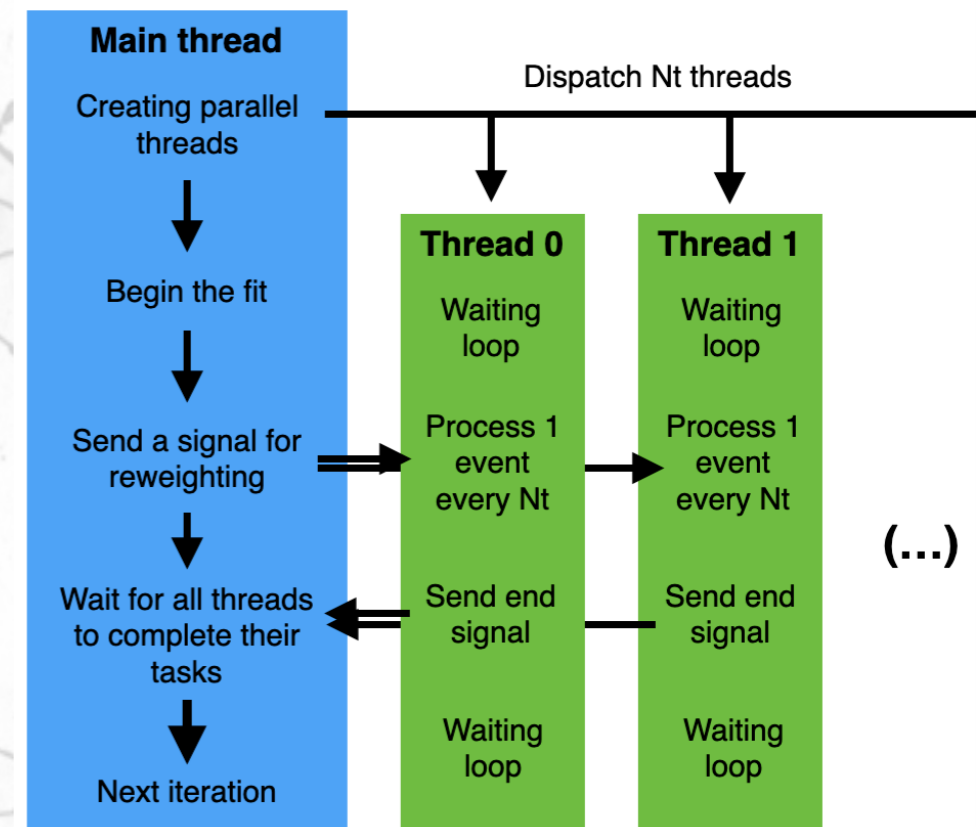 Main thread
Creating parallel
threads
Begin the fit
Send a signal for
reweighting
Wait for all threads
to complete their
tasks
Next iteration
Dispatch Nt threads
Thread 0
Waiting
loop
Process 1
event
every Nt
Send end
signal
Waiting
loop
Thread 1
Waiting
loop
Process 1
event
every Nt
Send end
signal
Waiting
loop
(...)